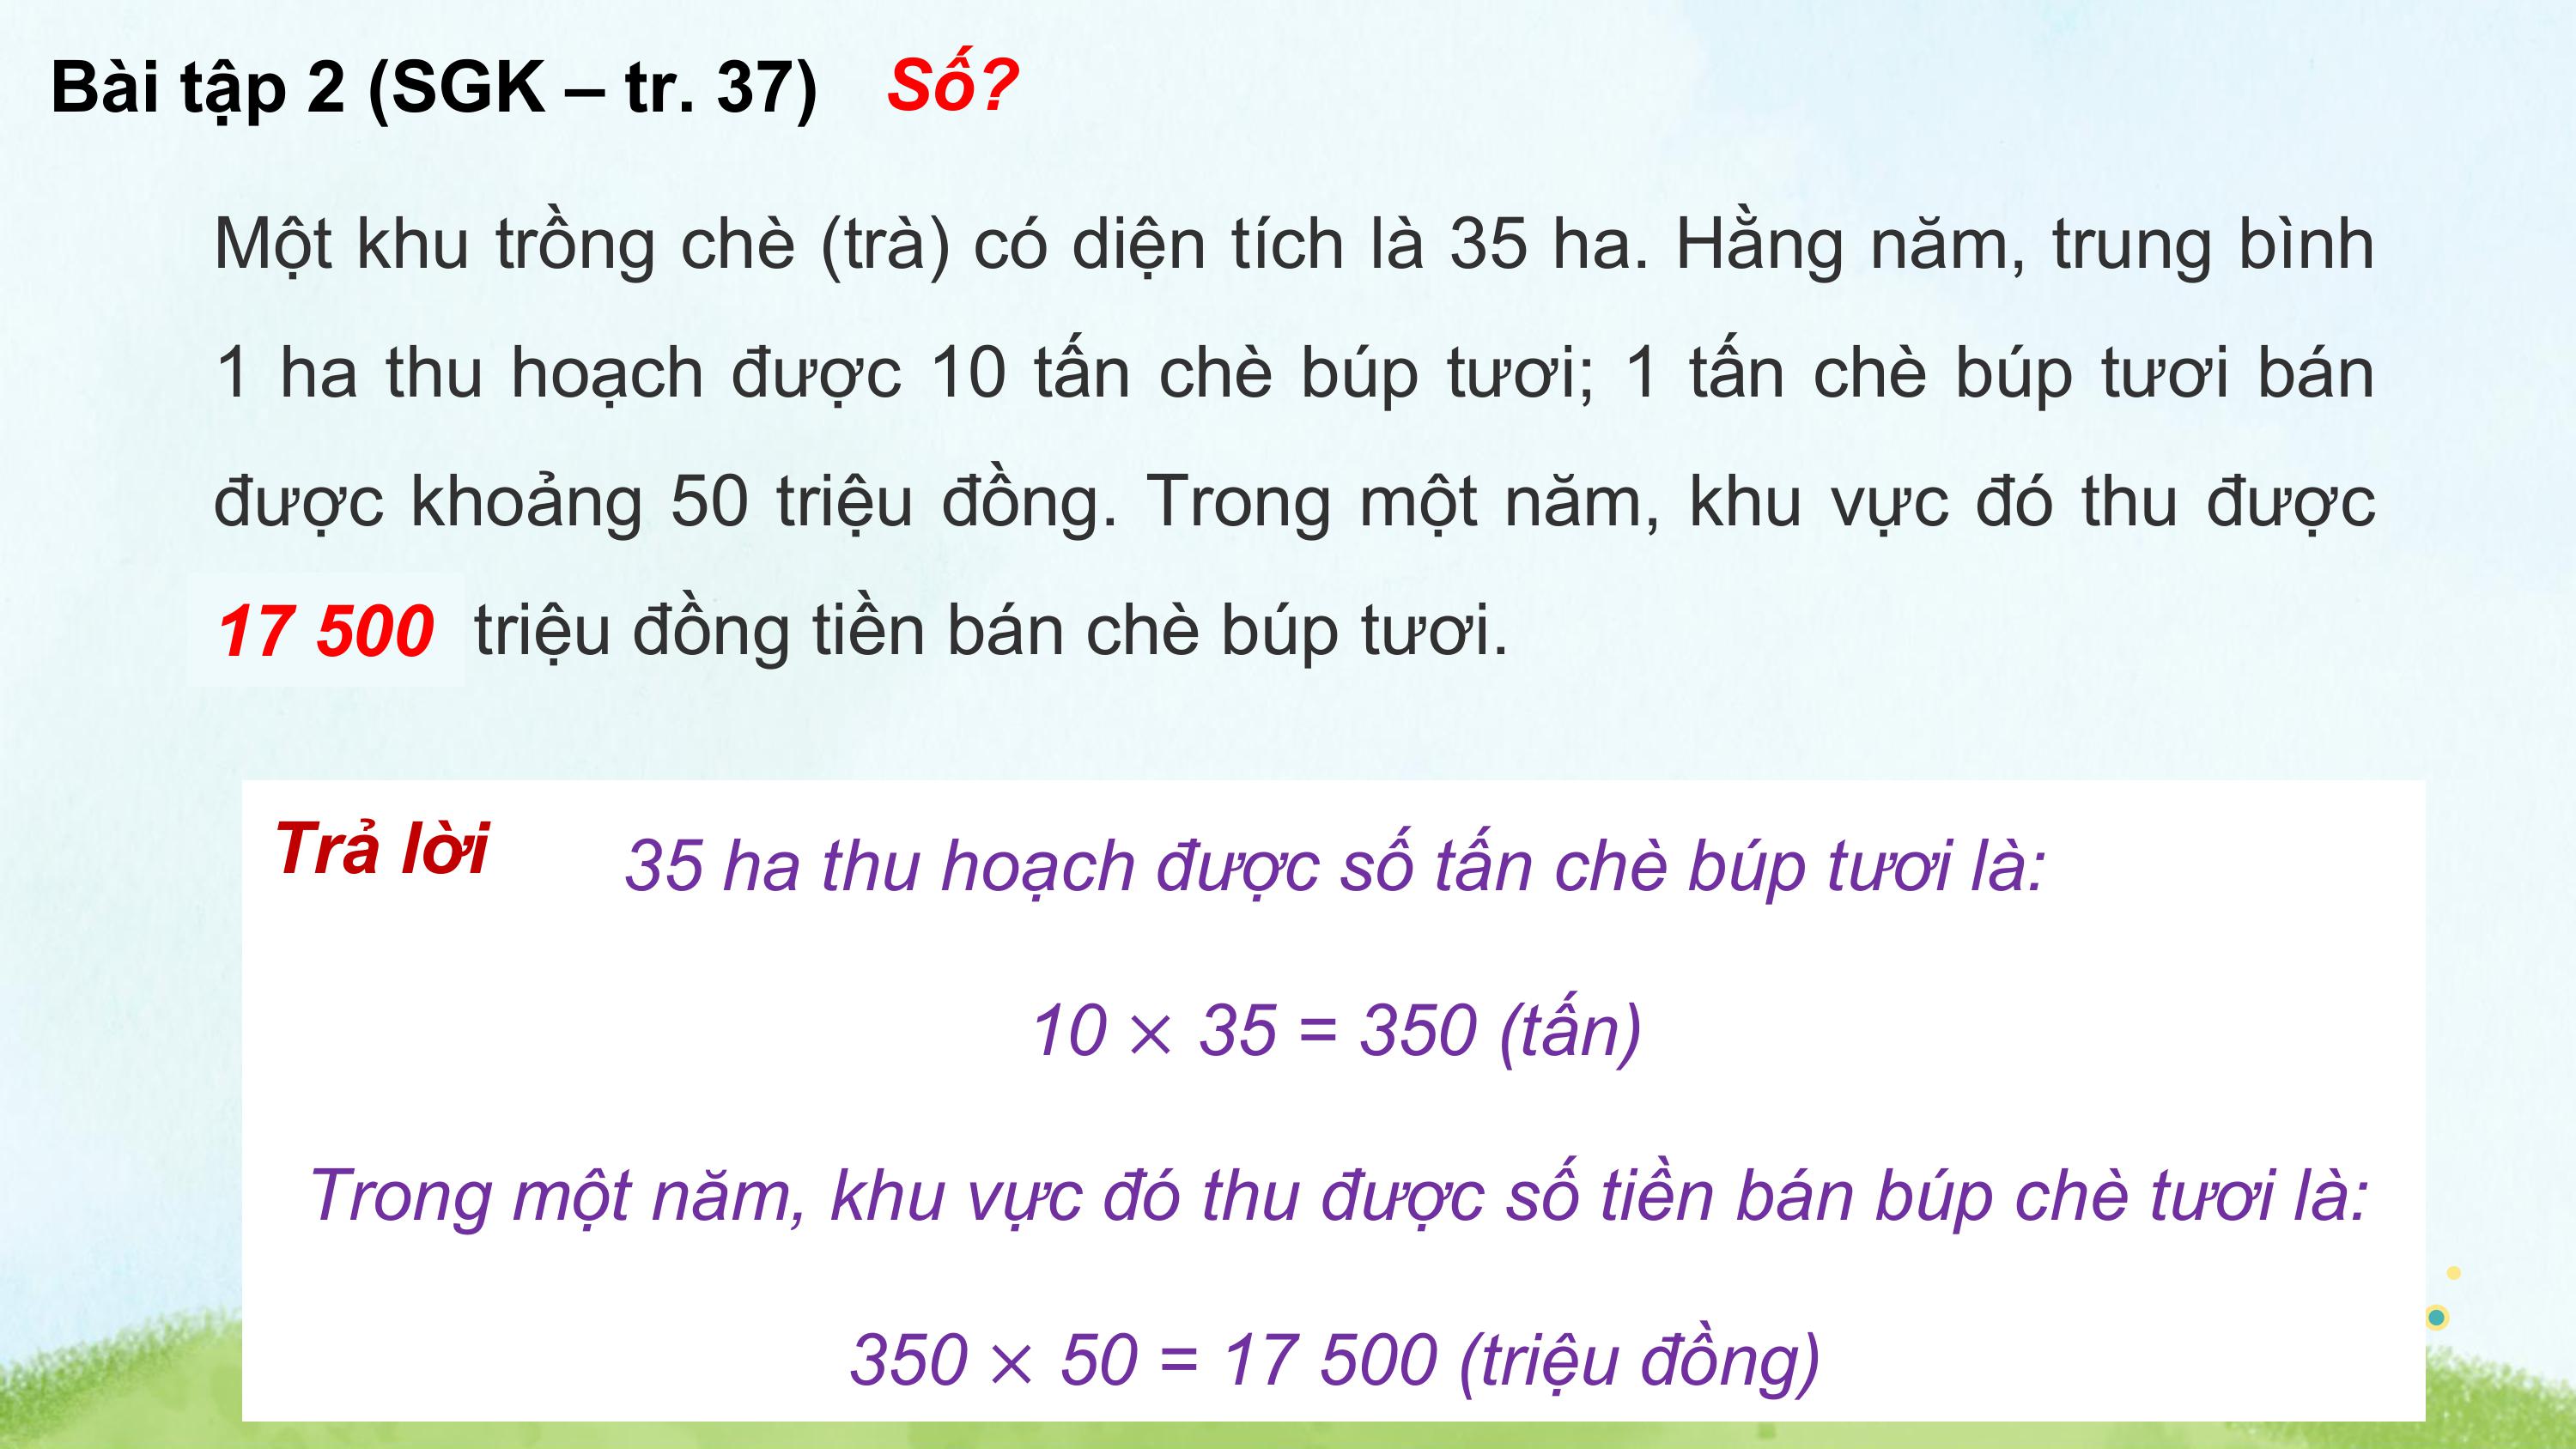 Bài tập 2 (SGK – tr. 37) Số?
Một khu trồng chè (trà) có diện tích là 35 ha. Hằng năm, trung bình
1 ha thu hoạch được 10 tấn chè búp tươi; 1 tấn chè búp tươi bán
được khoảng 50 triệu đồng. Trong một năm, khu vực đó thu được
17 500 triệu đồng tiền bán chè búp tươi.
Trả lời 35 ha thu hoạch được số tấn chè búp tươi là:
10 × 35 = 350 (tấn)
Trong một năm, khu vực đó thu được số tiền bán búp chè tươi là:
350 × 50 = 17 500 (triệu đồng)